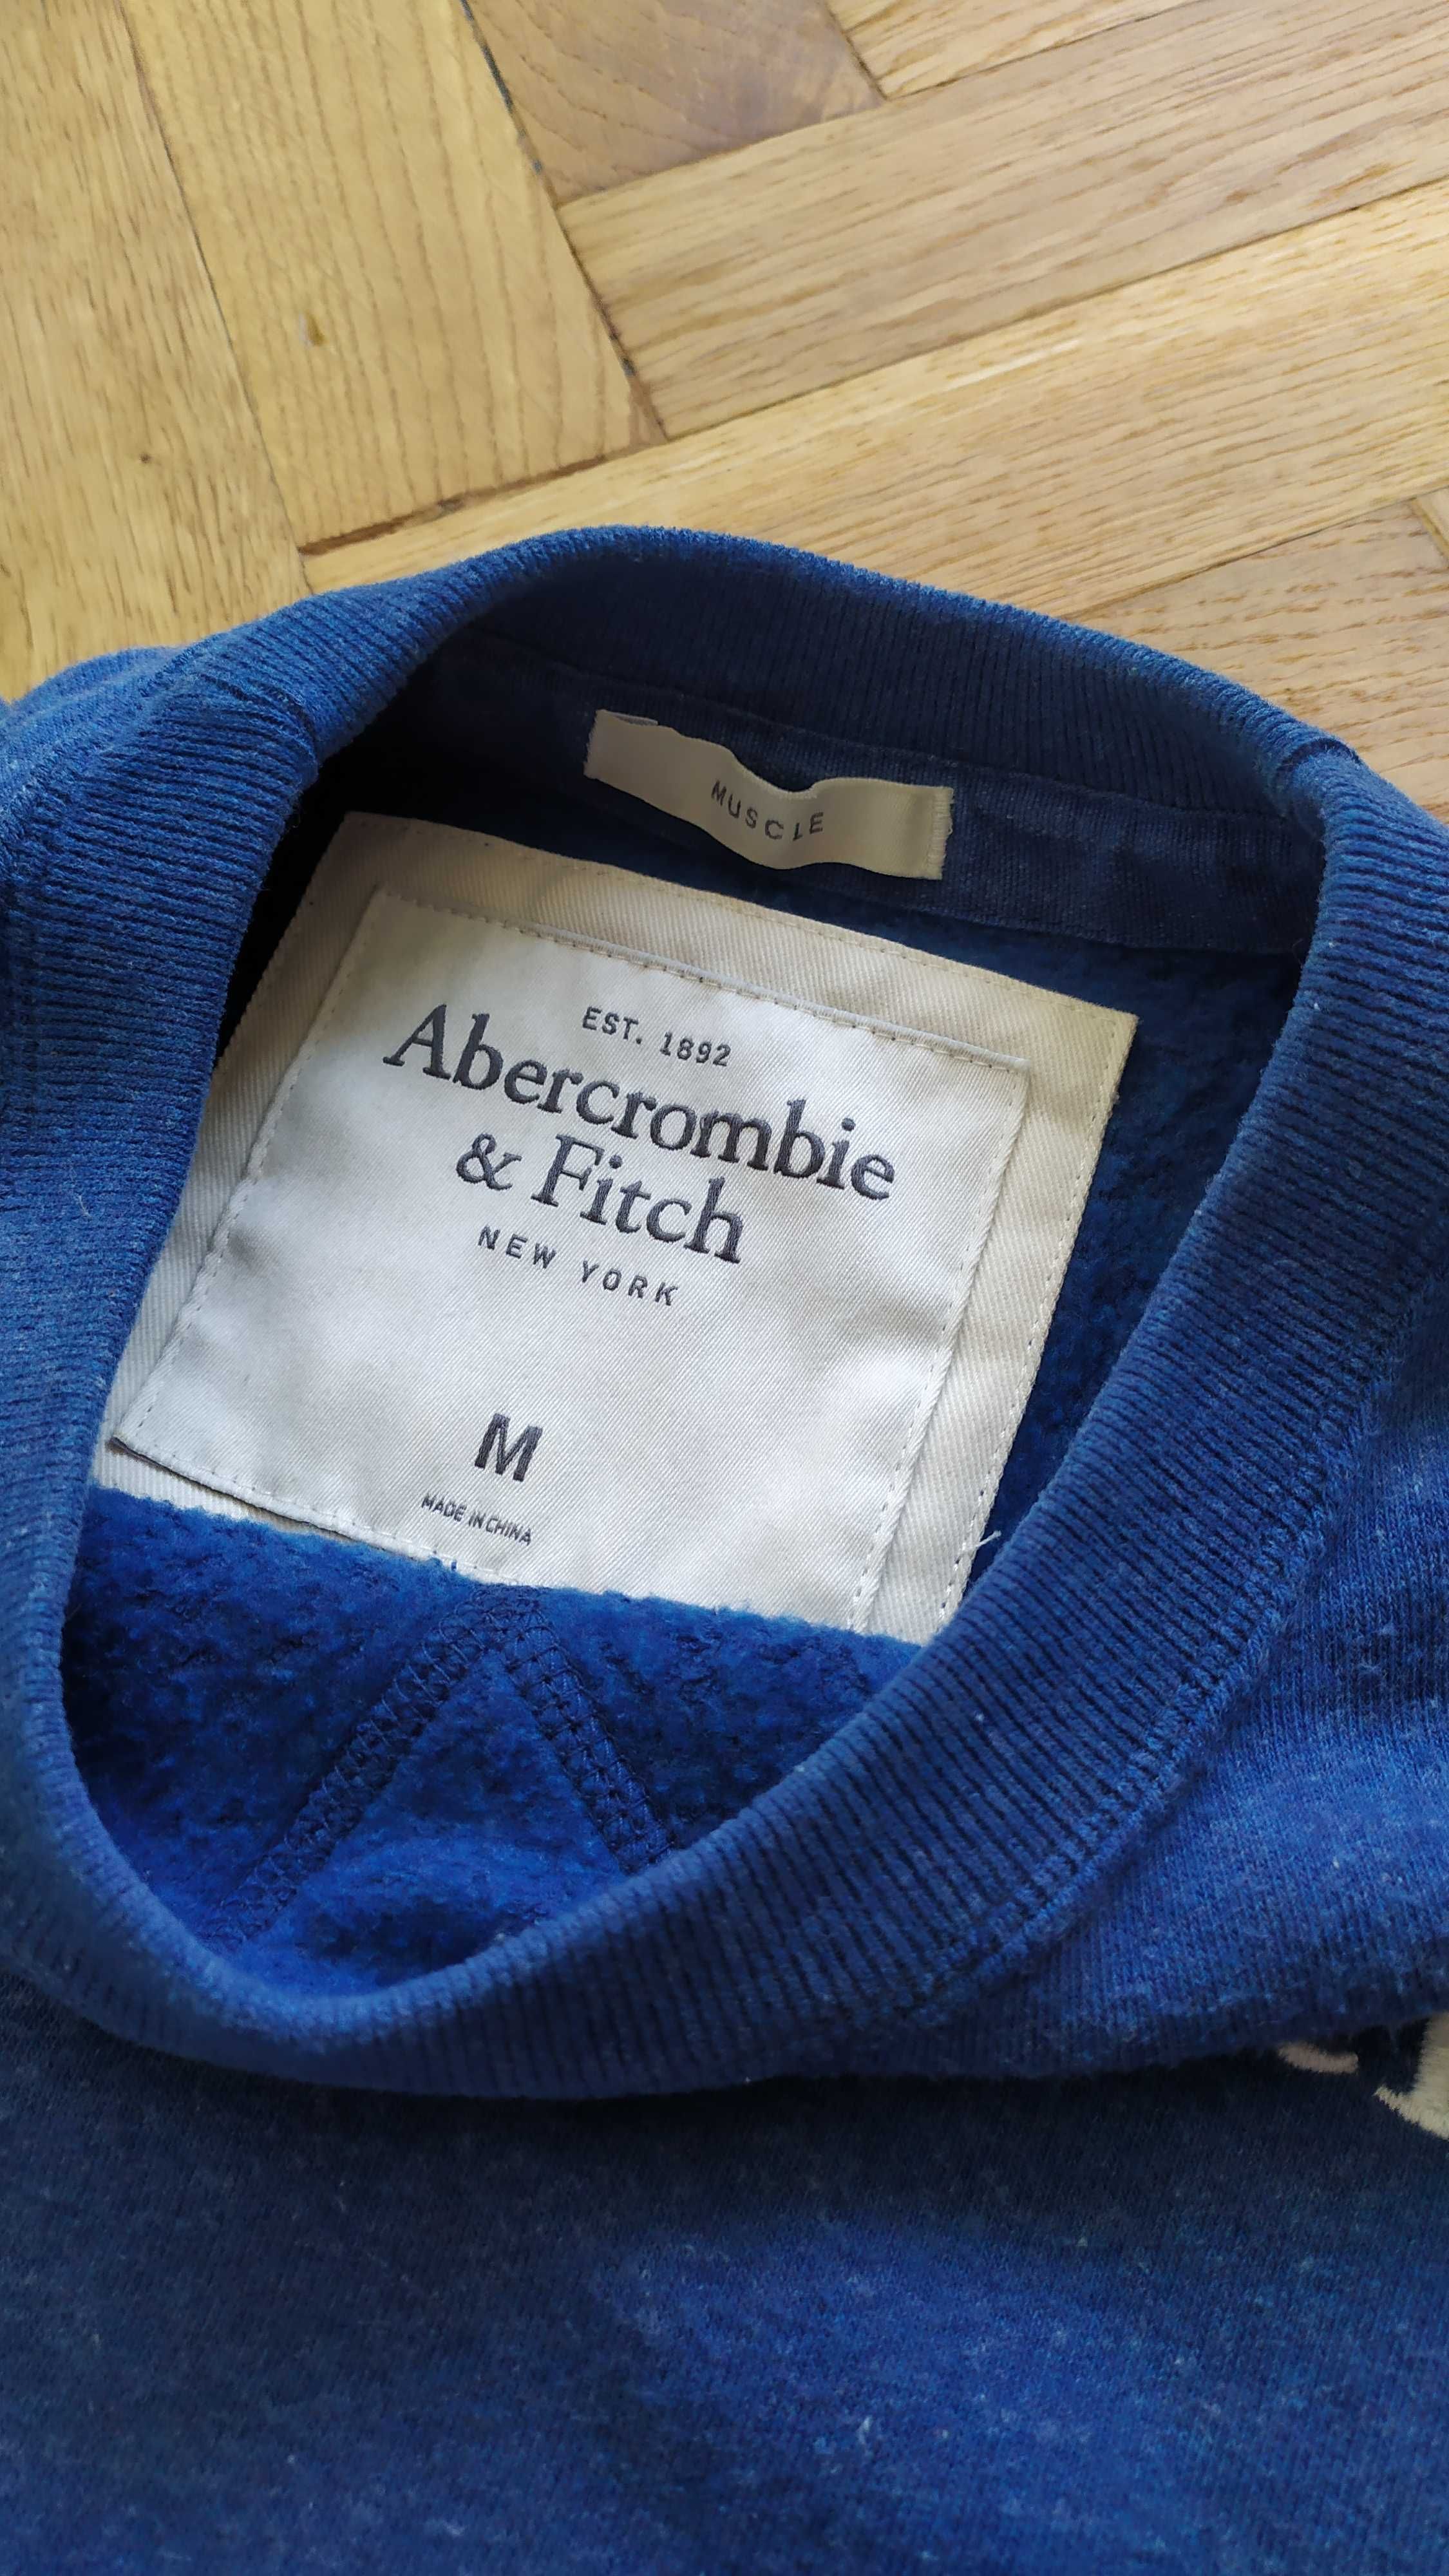 MUSCLE
EST. 1892
Abercrombie
& Fitch
NEW YORK
M
MADE IN CHINA